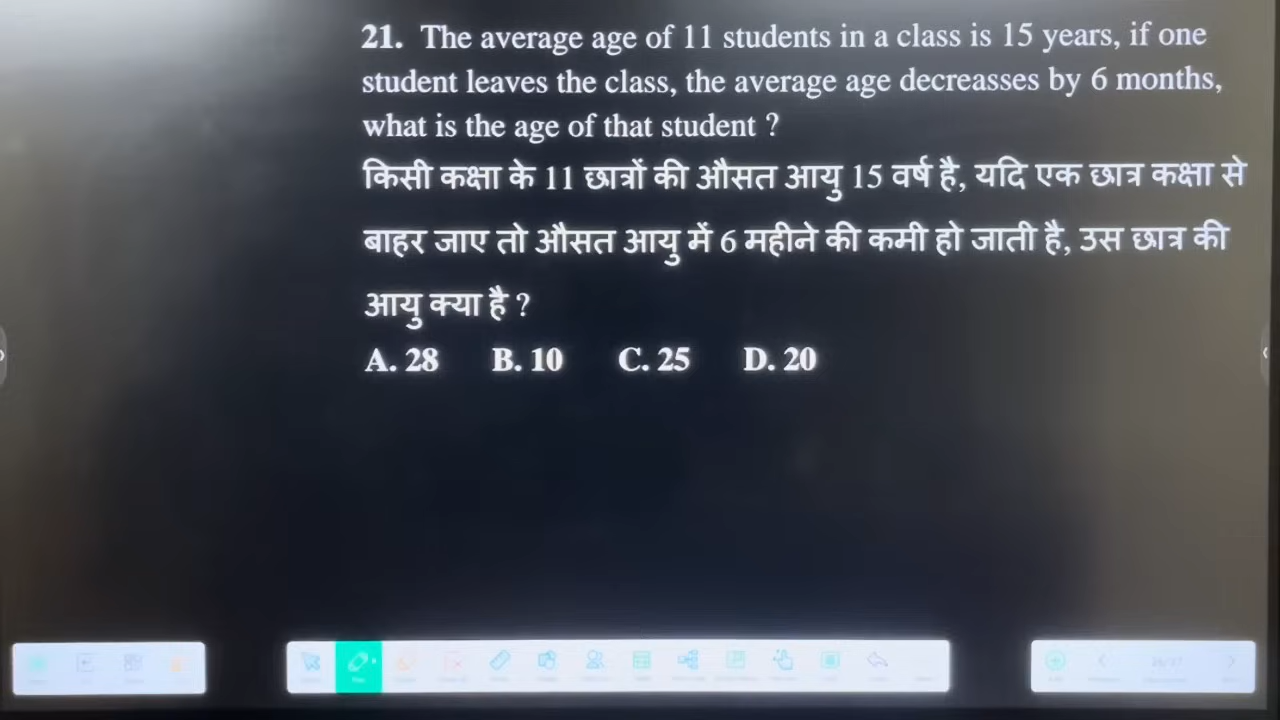 21. The average age of 11 students in a class is 15 years, if one
student leaves the class, the average age decreasses by 6 months,
what is the age of that student ?
किसी कक्षा के 11 छात्रों की औसत आयु 15 वर्ष है, यदि एक छात्र कक्षा से
बाहर जाए तो औसत आयु में 6 महीने की कमी हो जाती है, उस छात्र की
आयु क्या है ?
A. 28 B. 10 C. 25 D. 20